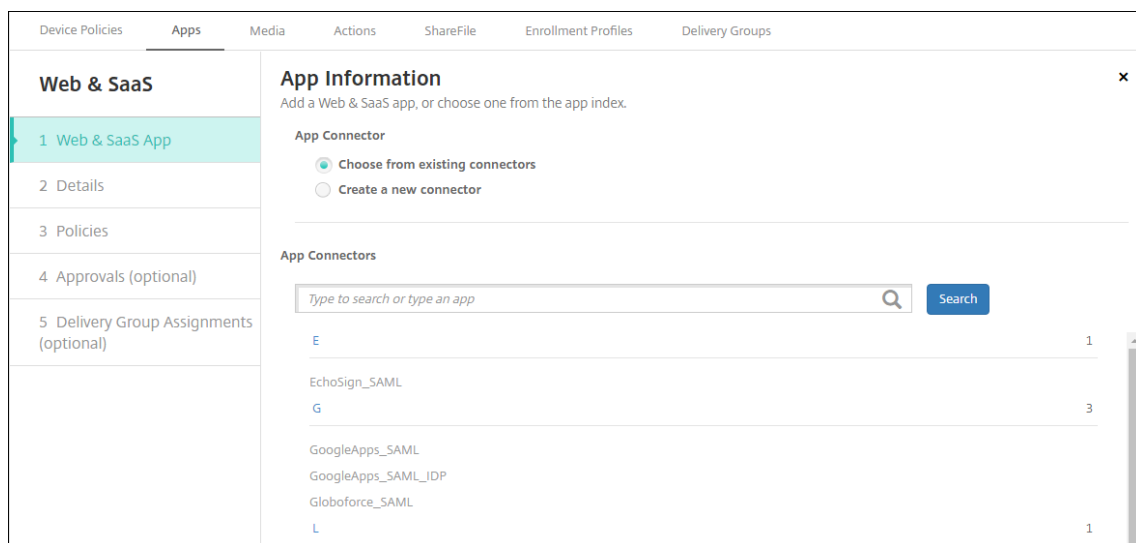 Device Policies Apps Media Actions ShareFile Enrollment Profiles Delivery Groups
Web & SaaS
1 Web & SaaS App
2 Details
3 Policies
4 Approvals (optional)
5 Delivery Group Assignments
(optional)
App Information
Add a Web & SaaS app, or choose one from the app index.
App Connector
Choose from existing connectors
Create a new connector
App Connectors
Type to search or type an app
Search
E 1
EchoSign_SAML
G 3
GoogleApps_SAML
GoogleApps_SAML_IDP
Globoforce_SAML
L 1